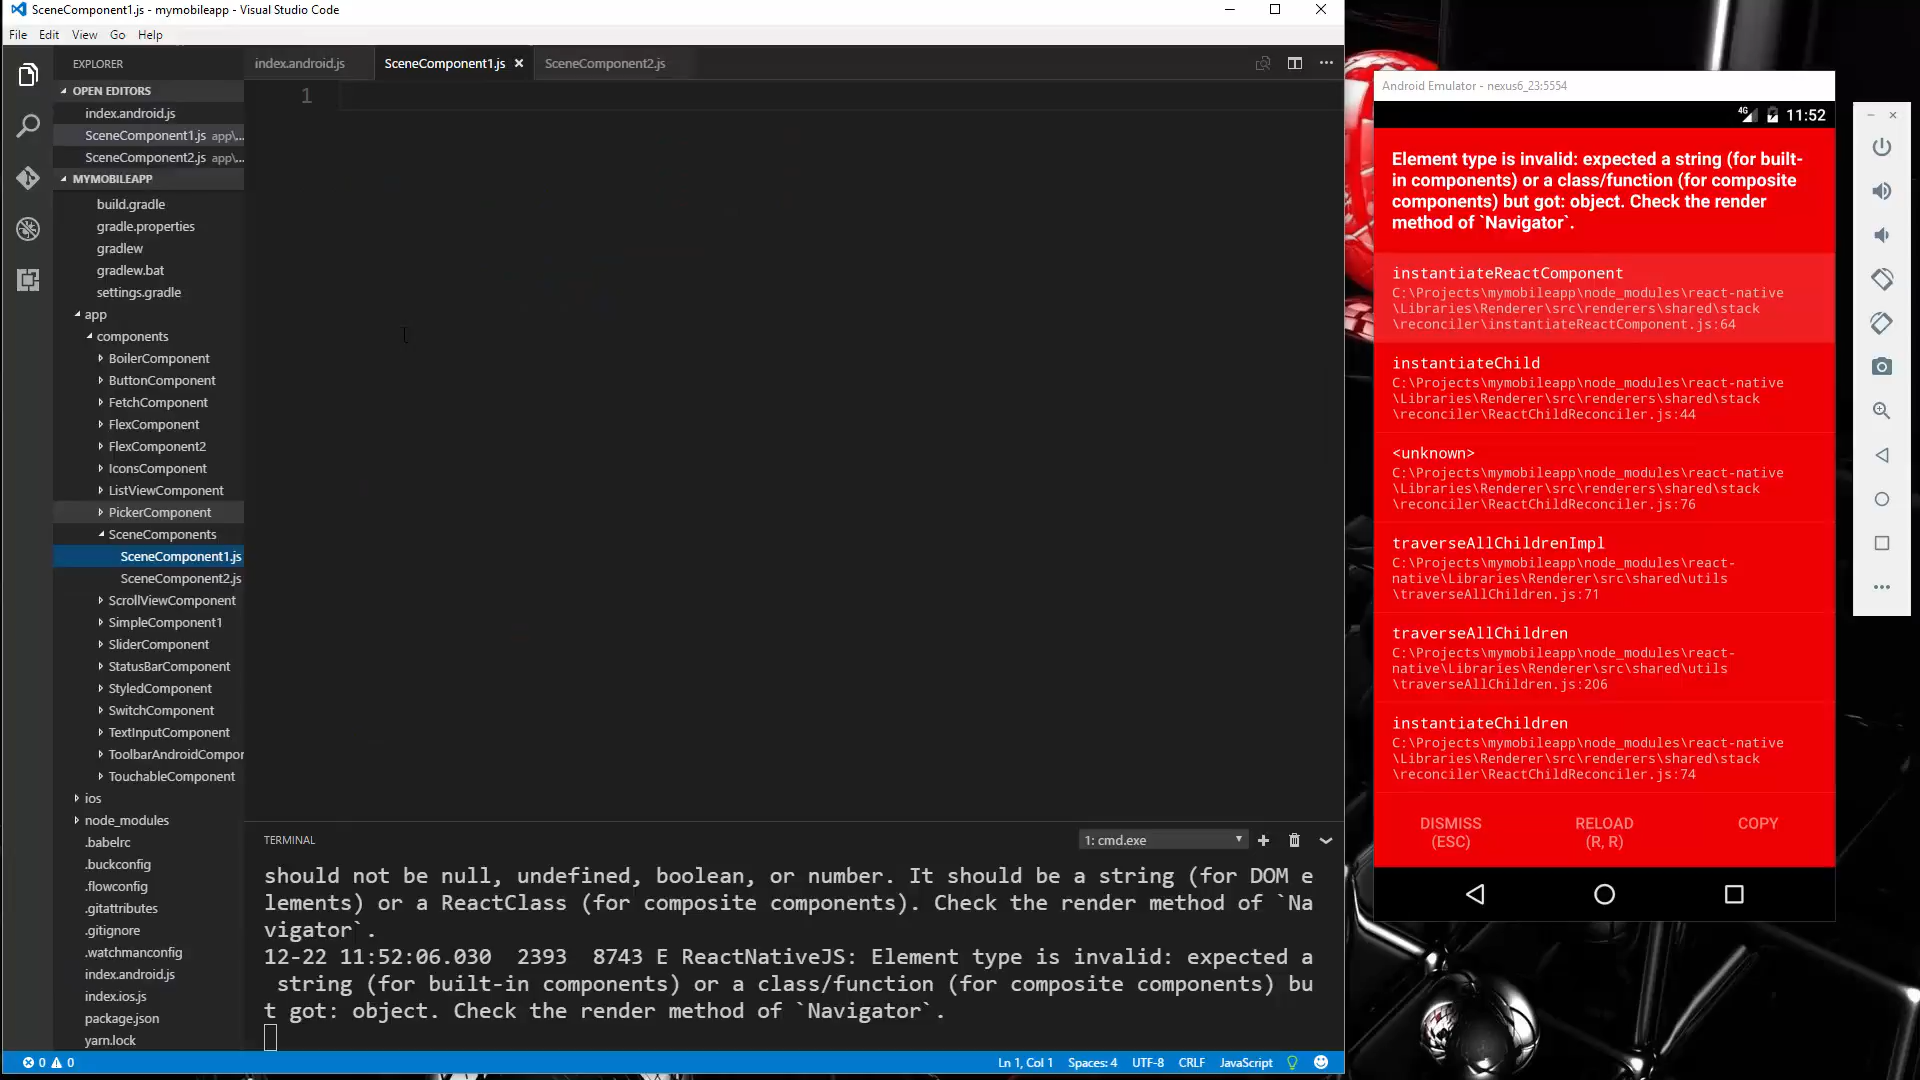 SceneComponent1.js - mymobileapp - Visual Studio Code
File Edit View Go Help
EXPLORER
OPEN EDITORS
index.android.js
SceneComponent1.js app\...
SceneComponent2.js app\...
MYMOBILEAPP
build.gradle
gradle.properties
gradlew
gradlew.bat
settings.gradle
app
components
BoilerComponent
ButtonComponent
FetchComponent
FlexComponent
FlexComponent2
IconsComponent
ListViewComponent
PickerComponent
SceneComponents
SceneComponent1.js
SceneComponent2.js
ScrollViewComponent
SimpleComponent1
SliderComponent
StatusBarComponent
StyledComponent
SwitchComponent
TextInputComponent
ToolbarAndroidCompor
TouchableComponent
ios
node_modules
.babelrc
.buckconfig
.flowconfig
.gitattributes
.gitignore
.watchmanconfig
index.android.js
index.ios.js
package.json
yarn.lock
index.android.js SceneComponent1.js SceneComponent2.js
1
TERMINAL
1: cmd.exe
should not be null, undefined, boolean, or number. It should be a string (for DOM e
lements) or a ReactClass (for composite components). Check the render method of `Na
vigator`.
12-22 11:52:06.030 2393 8743 E ReactNativeJS: Element type is invalid: expected a
string (for built-in components) or a class/function (for composite components) bu
t got: object. Check the render method of `Navigator`.
0 0
Ln 1, Col 1 Spaces: 4 UTF-8 CRLF JavaScript
Android Emulator - nexus6_23:5554
4G 11:52
Element type is invalid: expected a string (for built-
in components) or a class/function (for composite
components) but got: object. Check the render
method of `Navigator`.
instantiateReactComponent
C:\Projects\mymobileapp\node_modules\react-native
\Libraries\Renderer\src\renderers\shared\stack
\reconciler\instantiateReactComponent.js:64
instantiateChild
C:\Projects\mymobileapp\node_modules\react-native
\Libraries\Renderer\src\renderers\shared\stack
\reconciler\ReactChildReconciler.js:44
<unknown>
C:\Projects\mymobileapp\node_modules\react-native
\Libraries\Renderer\src\renderers\shared\stack
\reconciler\ReactChildReconciler.js:76
traverseAllChildrenImpl
C:\Projects\mymobileapp\node_modules\react-
native\Libraries\Renderer\src\shared\utils
\traverseAllChildren.js:71
traverseAllChildren
C:\Projects\mymobileapp\node_modules\react-
native\Libraries\Renderer\src\shared\utils
\traverseAllChildren.js:206
instantiateChildren
C:\Projects\mymobileapp\node_modules\react-native
\Libraries\Renderer\src\renderers\shared\stack
\reconciler\ReactChildReconciler.js:74
DISMISS
(ESC)
RELOAD
(R, R)
COPY